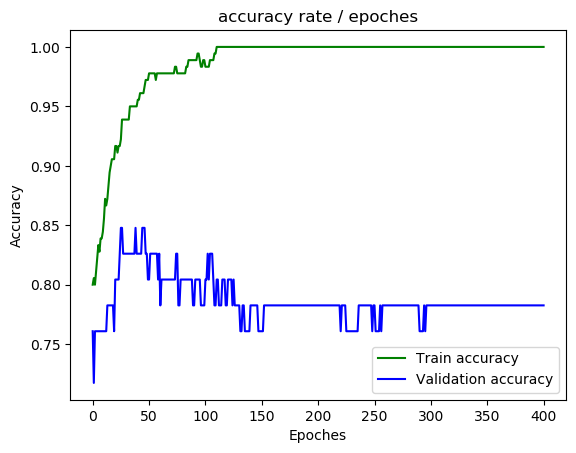 accuracy rate / epoches
1.00
0.95
0.90
0.85
0.80
0.75
Accuracy
Train accuracy
Validation accuracy
0 50 100 150 200 250 300 350 400
Epoches